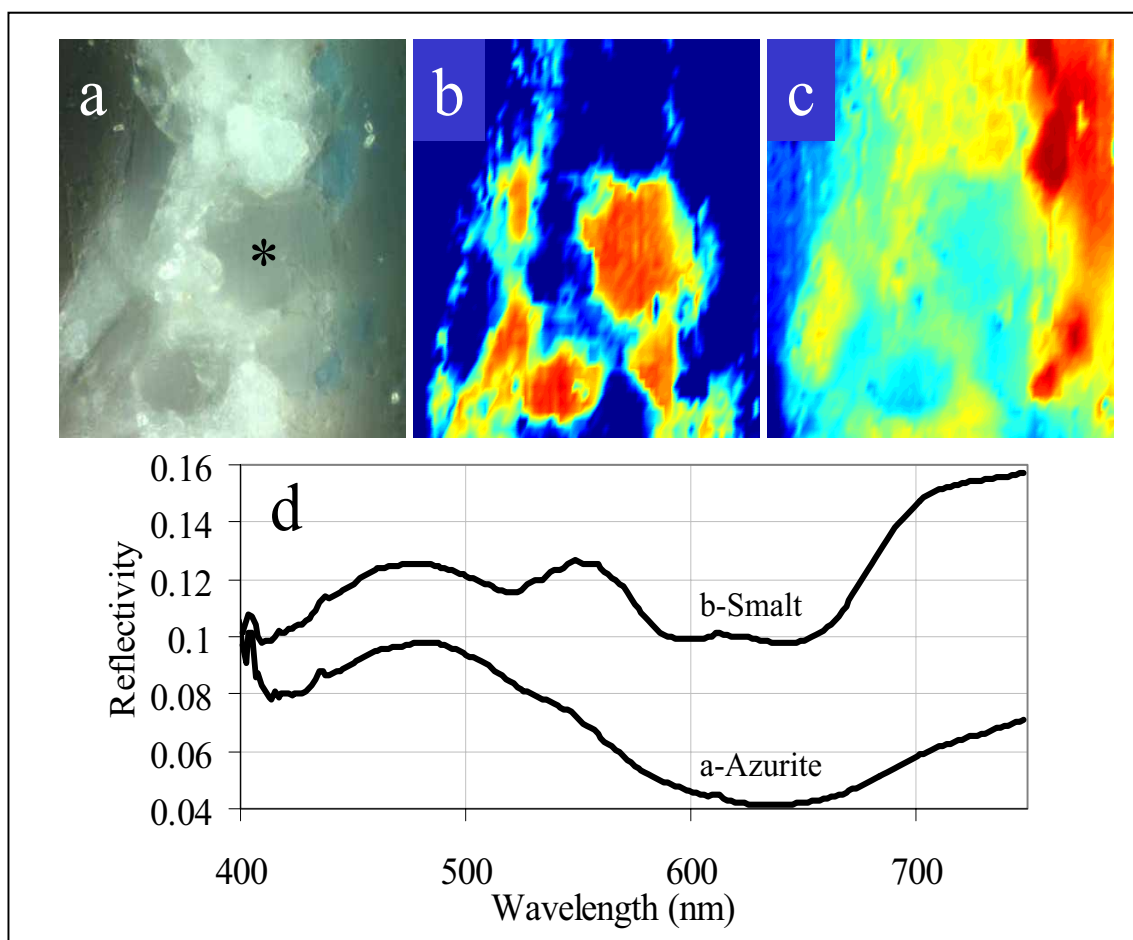 a
b
c
*
0.16
0.14
0.12
0.1
0.08
0.06
0.04
Reflectivity
d
b-Smalt
a-Azurite
400
500
600
700
Wavelength (nm)